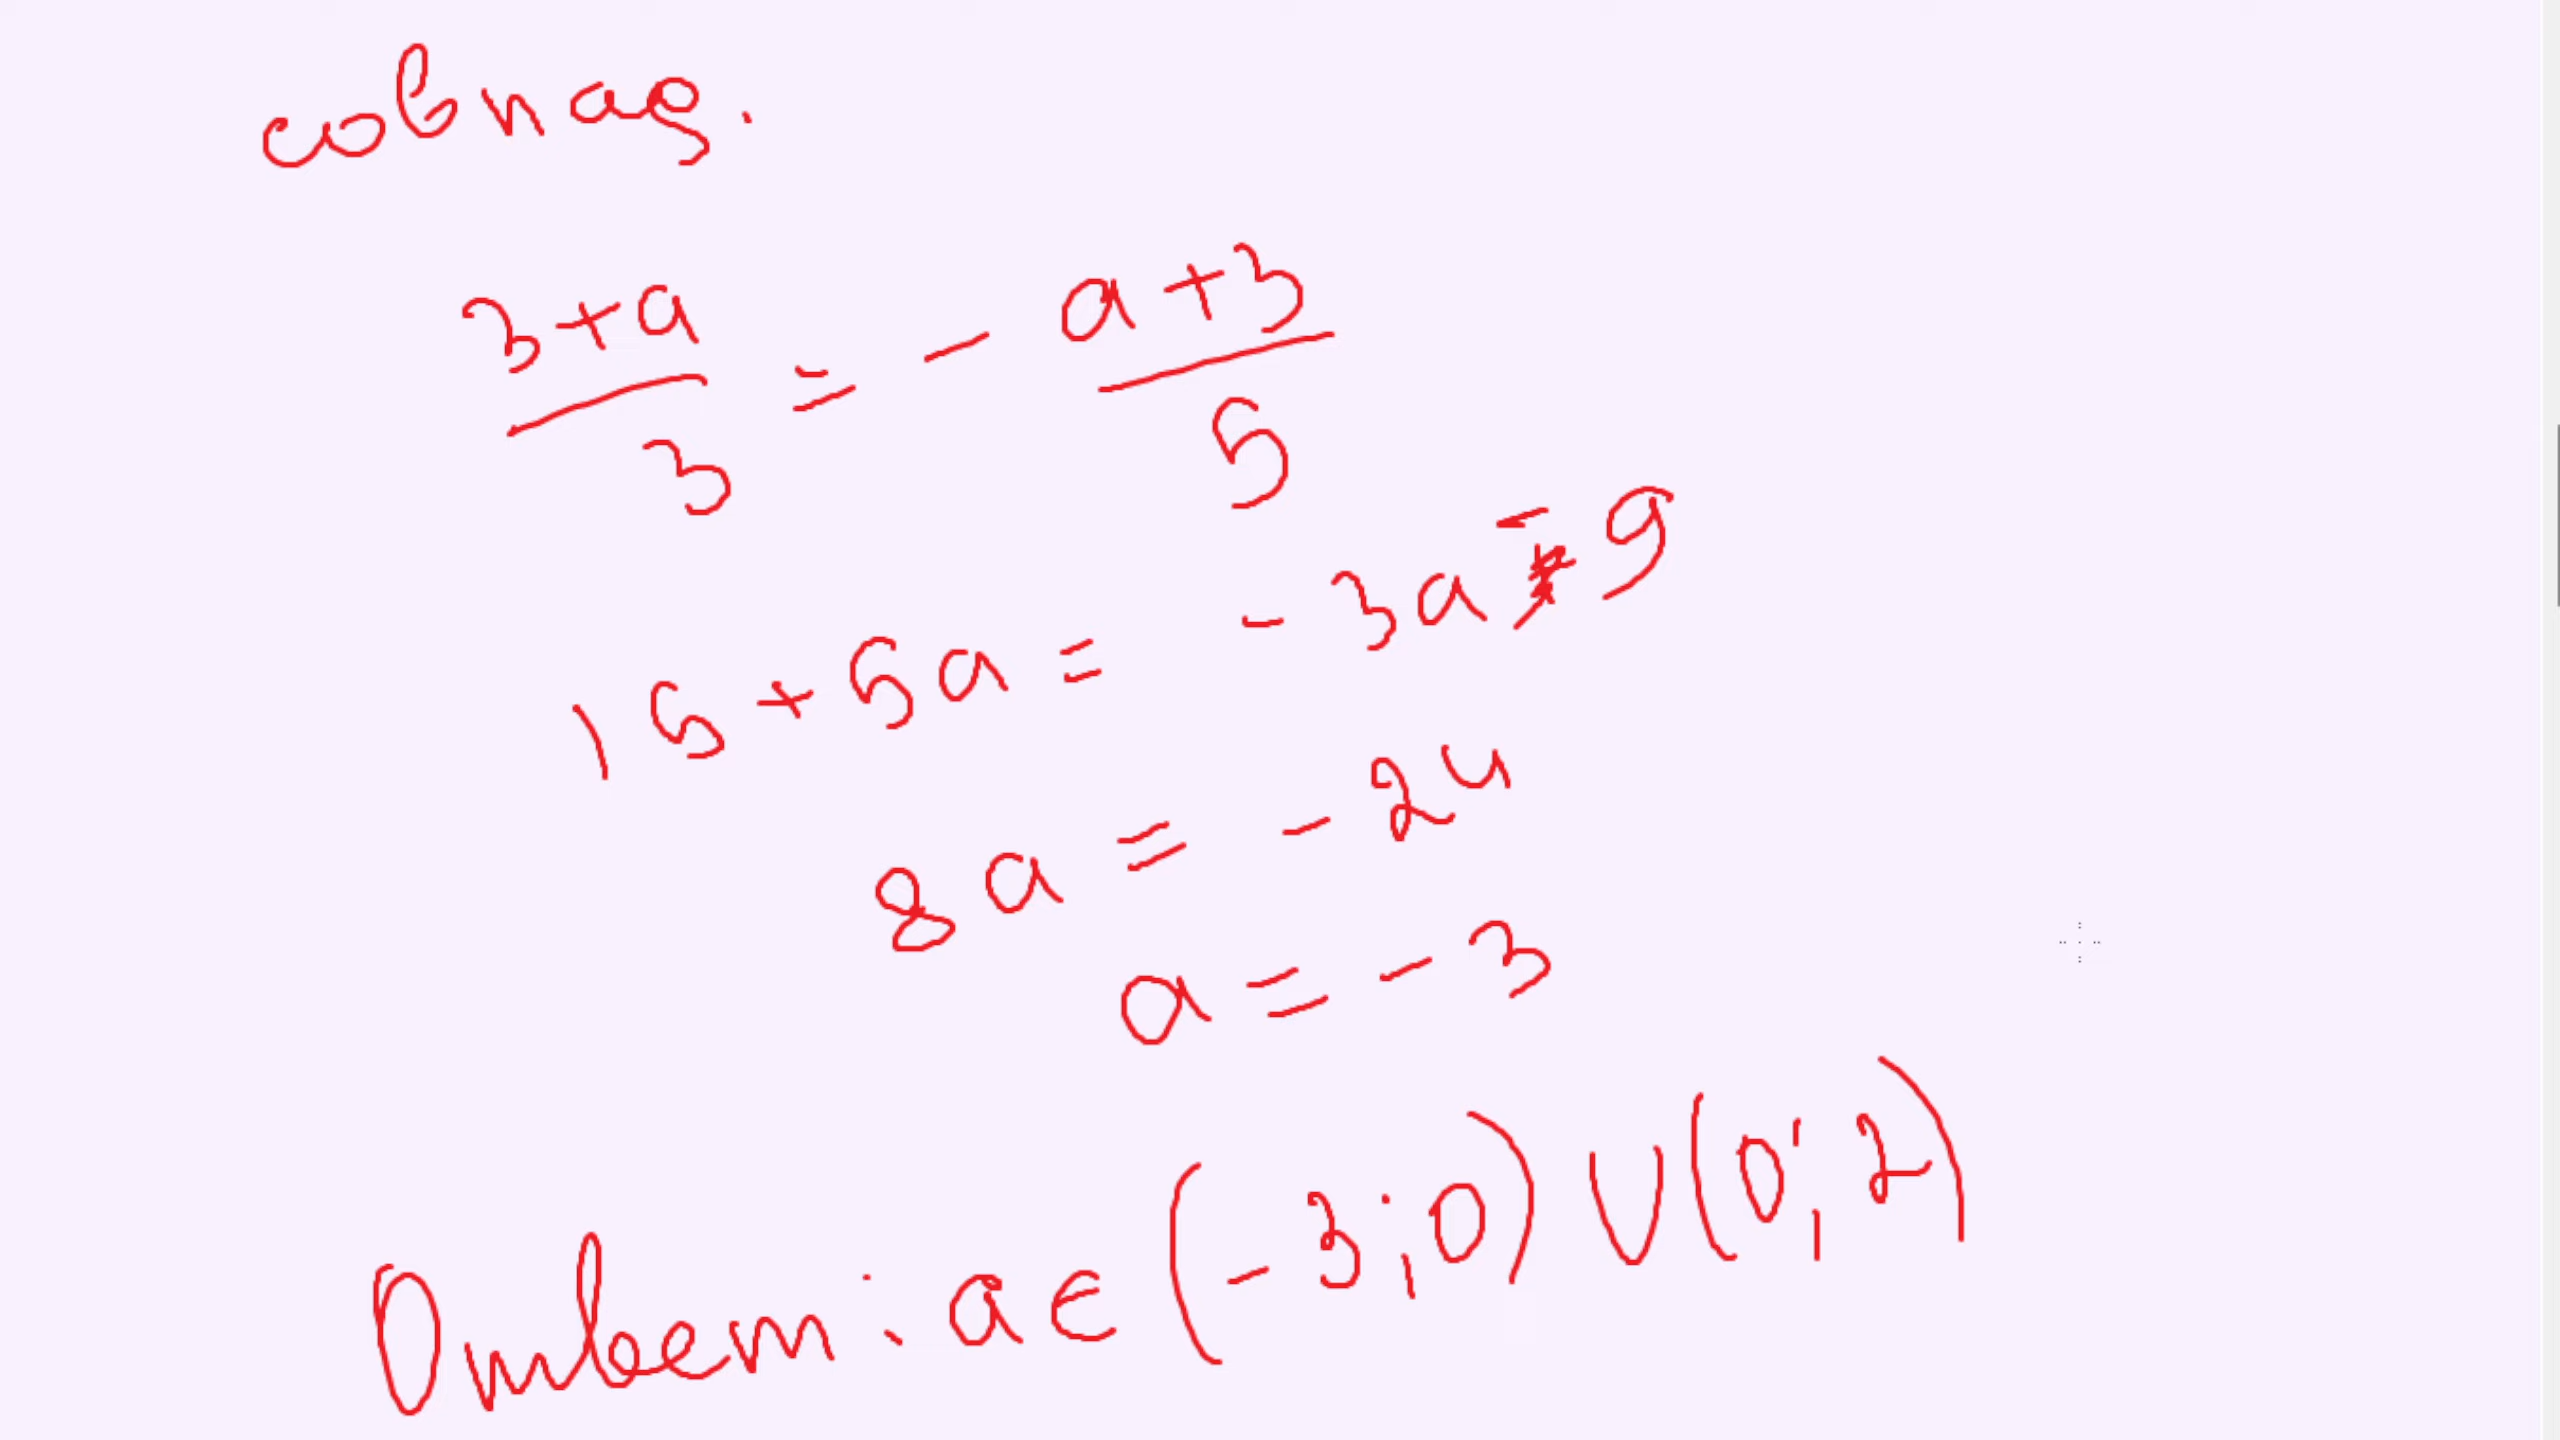 совпад.
(3+a)/3 = - (a+3)/5
15+5a = -3a-9
8a = -24
a = -3
Ответ: a∈(-3;0)∪(0;2)